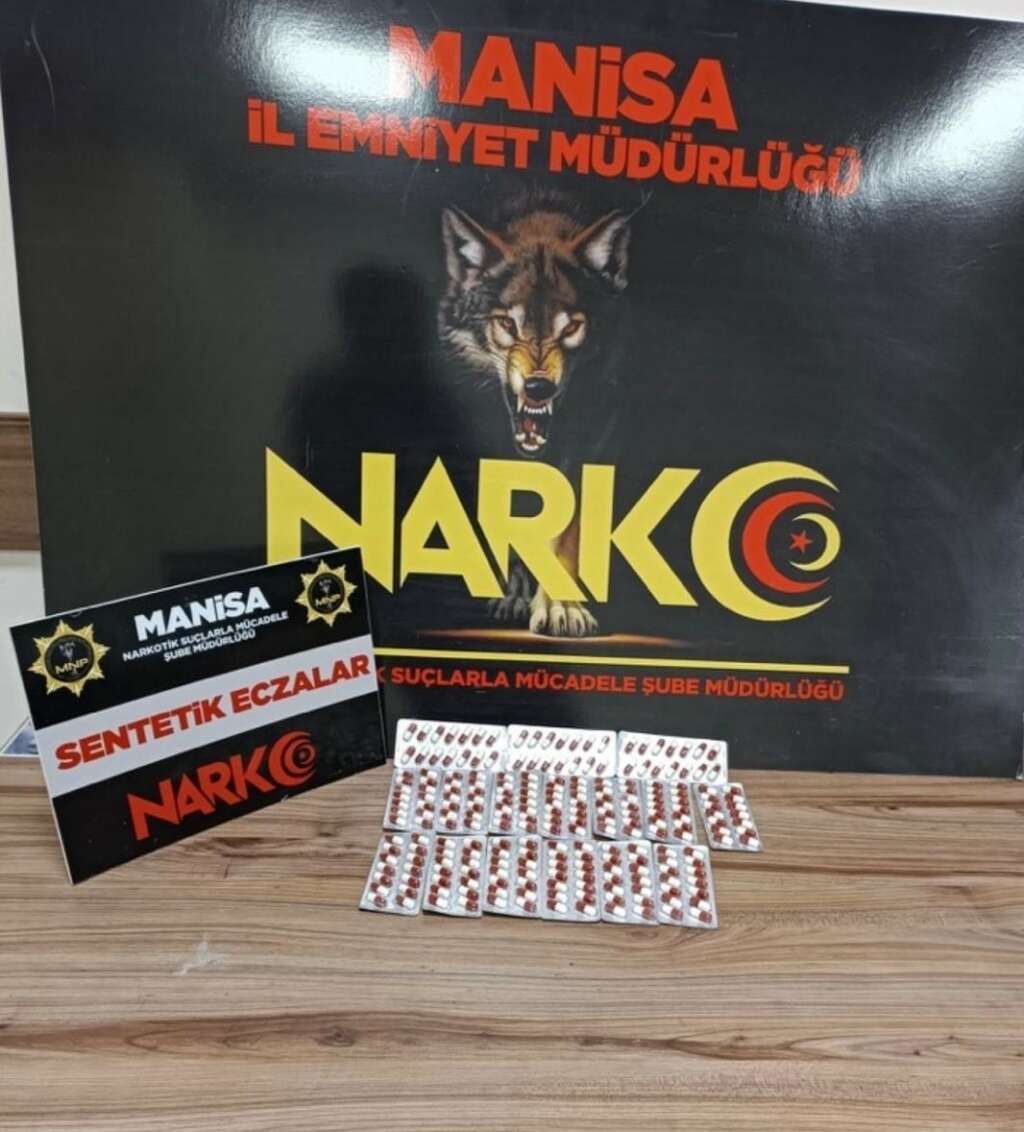 MANİSA
İL EMNİYET MÜDÜRLÜĞÜ
NARKO
K SUÇLARLA MÜCADELE ŞUBE MÜDÜRLÜĞÜ
MANİSA
NARKOTİK SUÇLARLA MÜCADELE
ŞUBE MÜDÜRLÜĞÜ
MNP
SENTETİK ECZALAR
NARKO